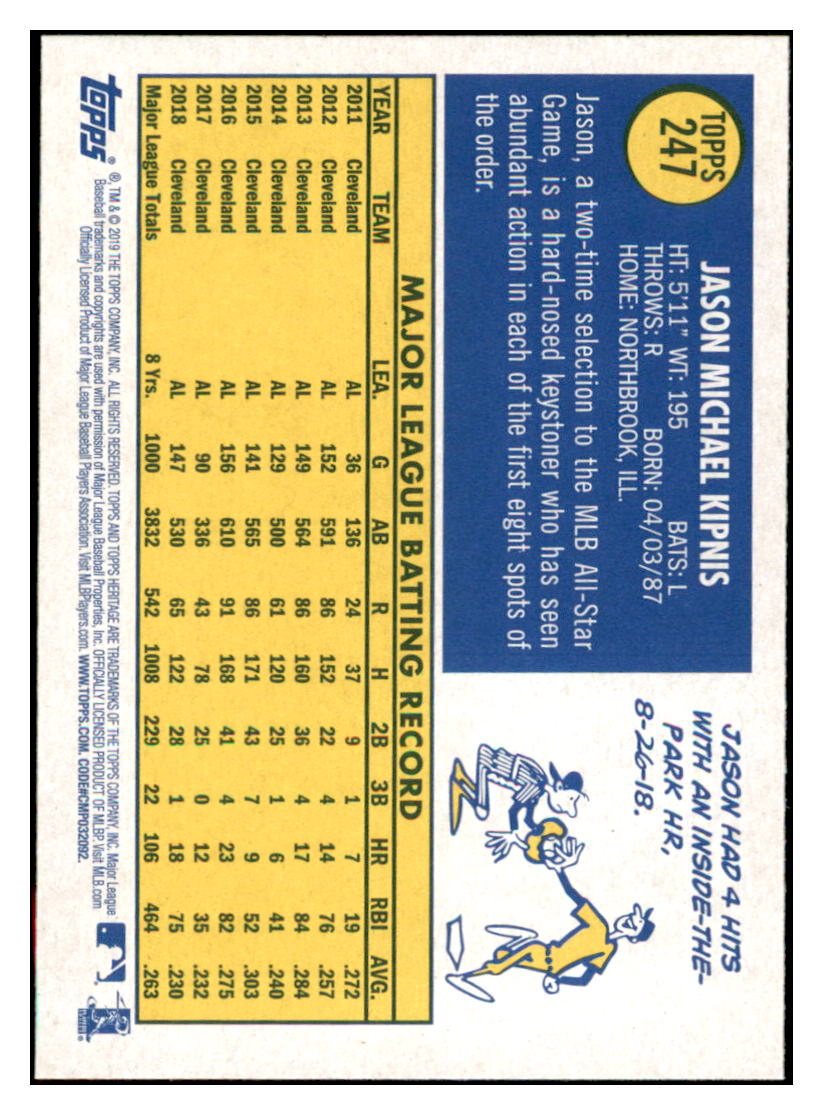 TOPPS
247
JASON MICHAEL KIPNIS
HT: 5'11" WT: 195 BATS: L
THROWS: R BORN: 04/03/87
HOME: NORTHBROOK, ILL.
Jason, a two-time selection to the MLB All-Star
Game, is a hard-nosed keystoner who has seen
abundant action in each of the first eight spots of
the order.
JASON HAD 4 HITS
WITH AN INSIDE-THE-
PARK HR,
8-26-18.
MAJOR LEAGUE BATTING RECORD
YEAR TEAM LEA. G AB R H 2B 3B HR RBI AVG.
2011 Cleveland AL 36 136 24 37 9 1 7 19 .272
2012 Cleveland AL 152 591 86 152 22 4 14 76 .257
2013 Cleveland AL 149 564 86 160 36 4 17 84 .284
2014 Cleveland AL 129 500 61 120 25 1 6 41 .240
2015 Cleveland AL 141 565 86 171 43 7 9 52 .303
2016 Cleveland AL 156 610 91 168 41 4 23 82 .275
2017 Cleveland AL 90 336 43 78 25 0 12 35 .232
2018 Cleveland AL 147 530 65 122 28 1 18 75 .230
Major League Totals 8 Yrs. 1000 3832 542 1008 229 22 106 464 .263
topps®
®, TM & © 2019 THE TOPPS COMPANY, INC. ALL RIGHTS RESERVED. TOPPS AND TOPPS HERITAGE ARE TRADEMARKS OF THE TOPPS COMPANY, INC. Major League
Baseball trademarks and copyrights are used with permission of Major League Baseball Properties, Inc. OFFICIALLY LICENSED PRODUCT OF MLBP. Visit MLB.com
Officially Licensed Product of Major League Baseball Players Association. Visit MLBPlayers.com. WWW.TOPPS.COM. CODE#CMP032092.